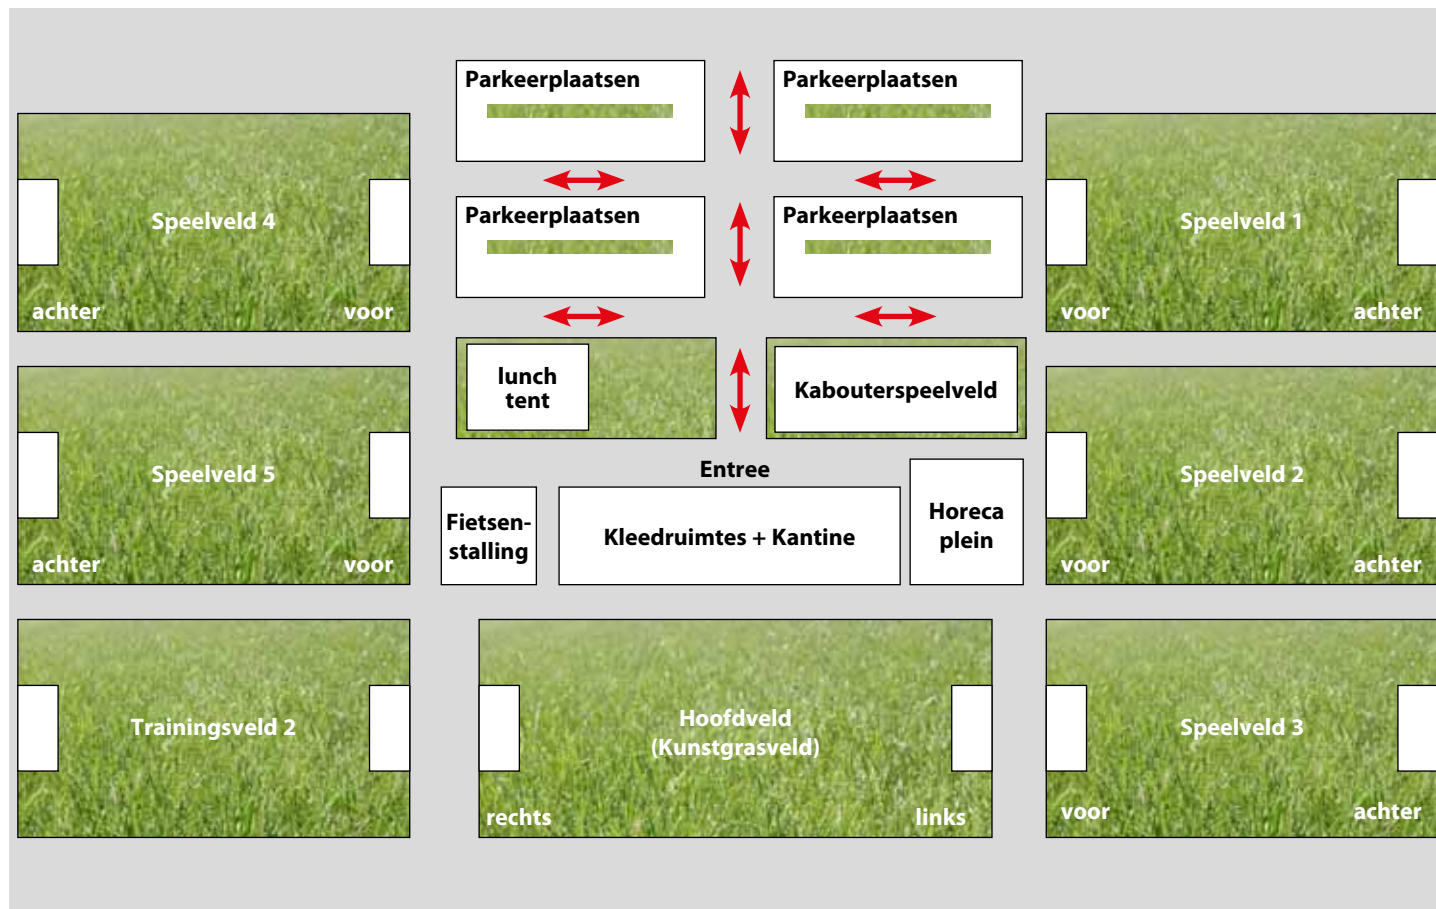 Parkeerplaatsen
Parkeerplaatsen
Speelveld 4
achter
voor
Parkeerplaatsen
Parkeerplaatsen
Speelveld 1
voor
achter
lunch
tent
Kabouterspeelveld
Speelveld 5
achter
voor
Entree
Fietsen-
stalling
Kleedruimtes + Kantine
Horeca
plein
Speelveld 2
voor
achter
Trainingsveld 2
Hoofdveld
(Kunstgrasveld)
rechts
links
Speelveld 3
voor
achter